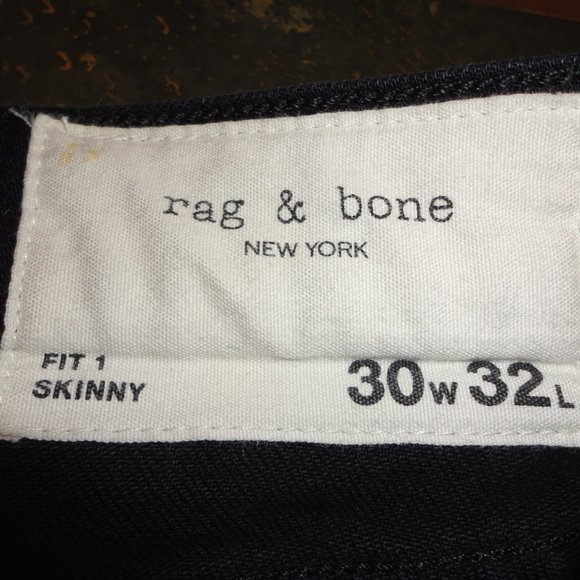 rag & bone
NEW YORK
FIT 1
SKINNY
30W 32L